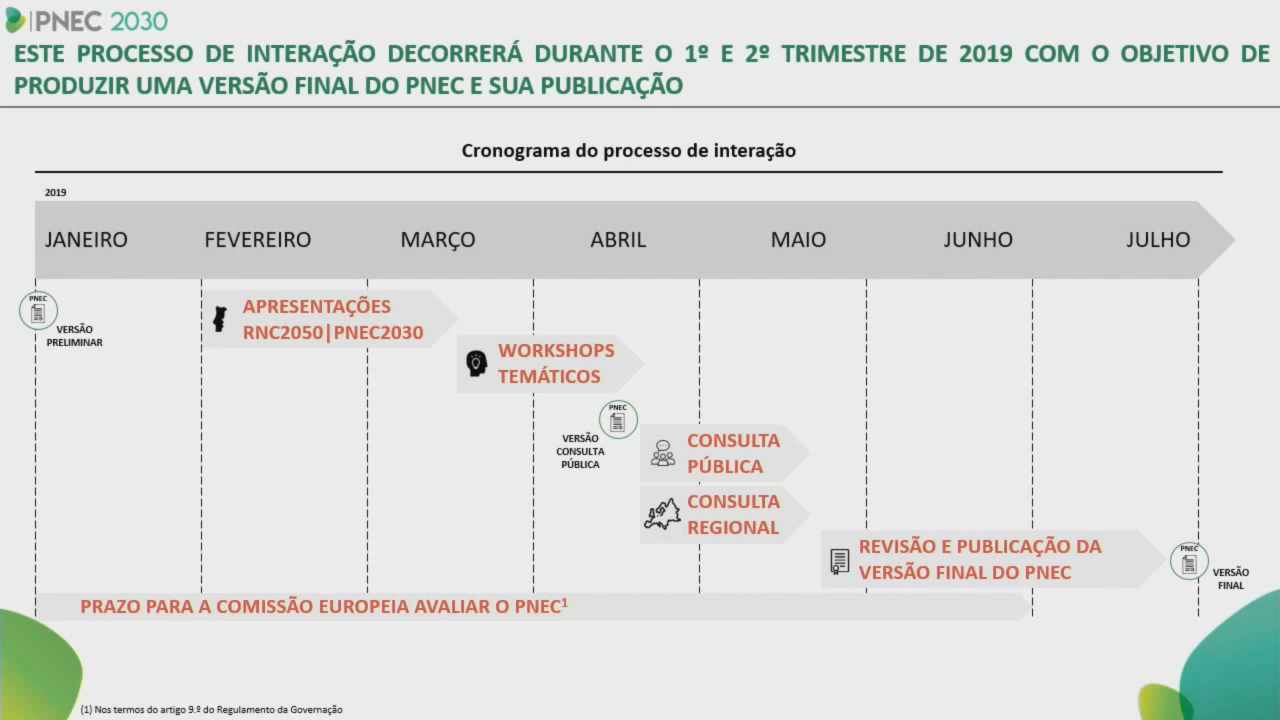 PNEC 2030
ESTE PROCESSO DE INTERAÇÃO DECORRERÁ DURANTE O 1º E 2º TRIMESTRE DE 2019 COM O OBJETIVO DE
PRODUZIR UMA VERSÃO FINAL DO PNEC E SUA PUBLICAÇÃO
Cronograma do processo de interação
2019
JANEIRO FEVEREIRO MARÇO ABRIL MAIO JUNHO JULHO
PNEC
VERSÃO
PRELIMINAR
APRESENTAÇÕES
RNC2050|PNEC2030
WORKSHOPS
TEMÁTICOS
PNEC
VERSÃO
CONSULTA
PÚBLICA
CONSULTA
PÚBLICA
CONSULTA
REGIONAL
REVISÃO E PUBLICAÇÃO DA
VERSÃO FINAL DO PNEC
PNEC
VERSÃO
FINAL
PRAZO PARA A COMISSÃO EUROPEIA AVALIAR O PNEC¹
(1) Nos termos do artigo 9.º do Regulamento da Governação